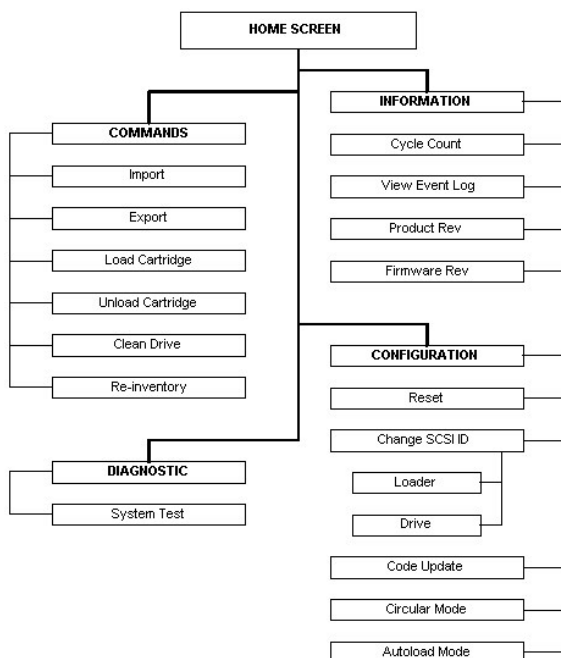 HOME SCREEN
COMMANDS
Import
Export
Load Cartridge
Unload Cartridge
Clean Drive
Re-inventory
DIAGNOSTIC
System Test
INFORMATION
Cycle Count
View Event Log
Product Rev
Firmware Rev
CONFIGURATION
Reset
Change SCSI ID
Loader
Drive
Code Update
Circular Mode
Autoload Mode